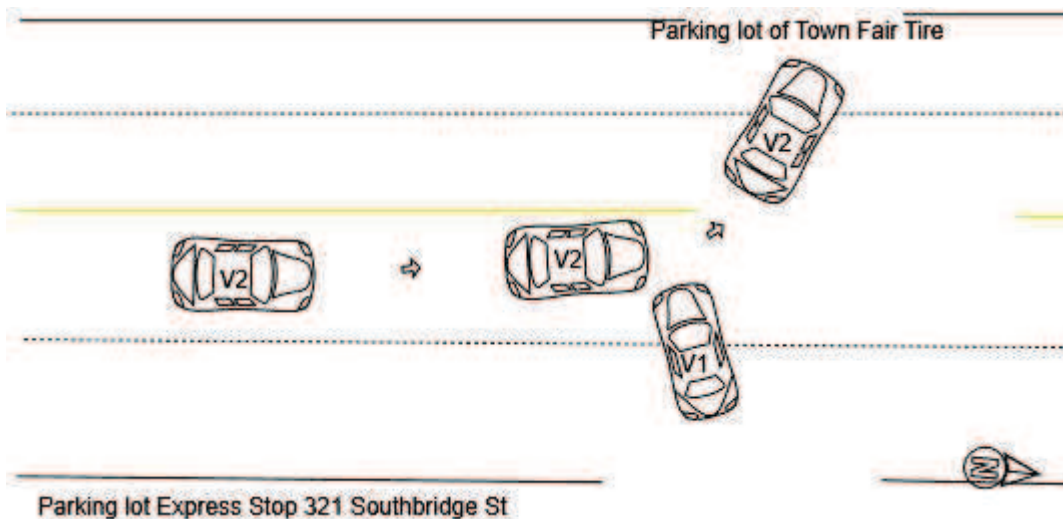 Parking lot of Town Fair Tire
V2
V2
V2
V1
N
Parking lot Express Stop 321 Southbridge St